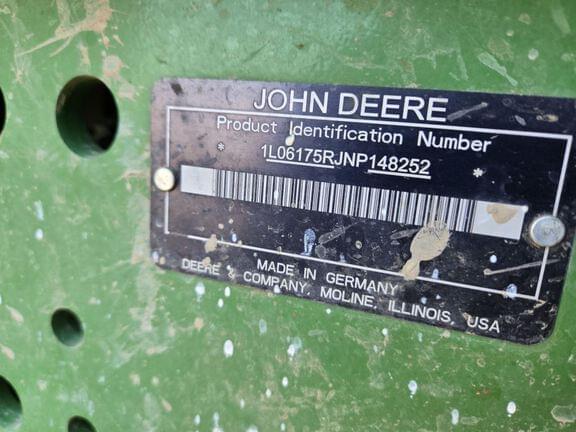 JOHN DEERE
Product Identification Number
* 1L06175RJNP148252 *
MADE IN GERMANY
DEERE & COMPANY, MOLINE, ILLINOIS, USA